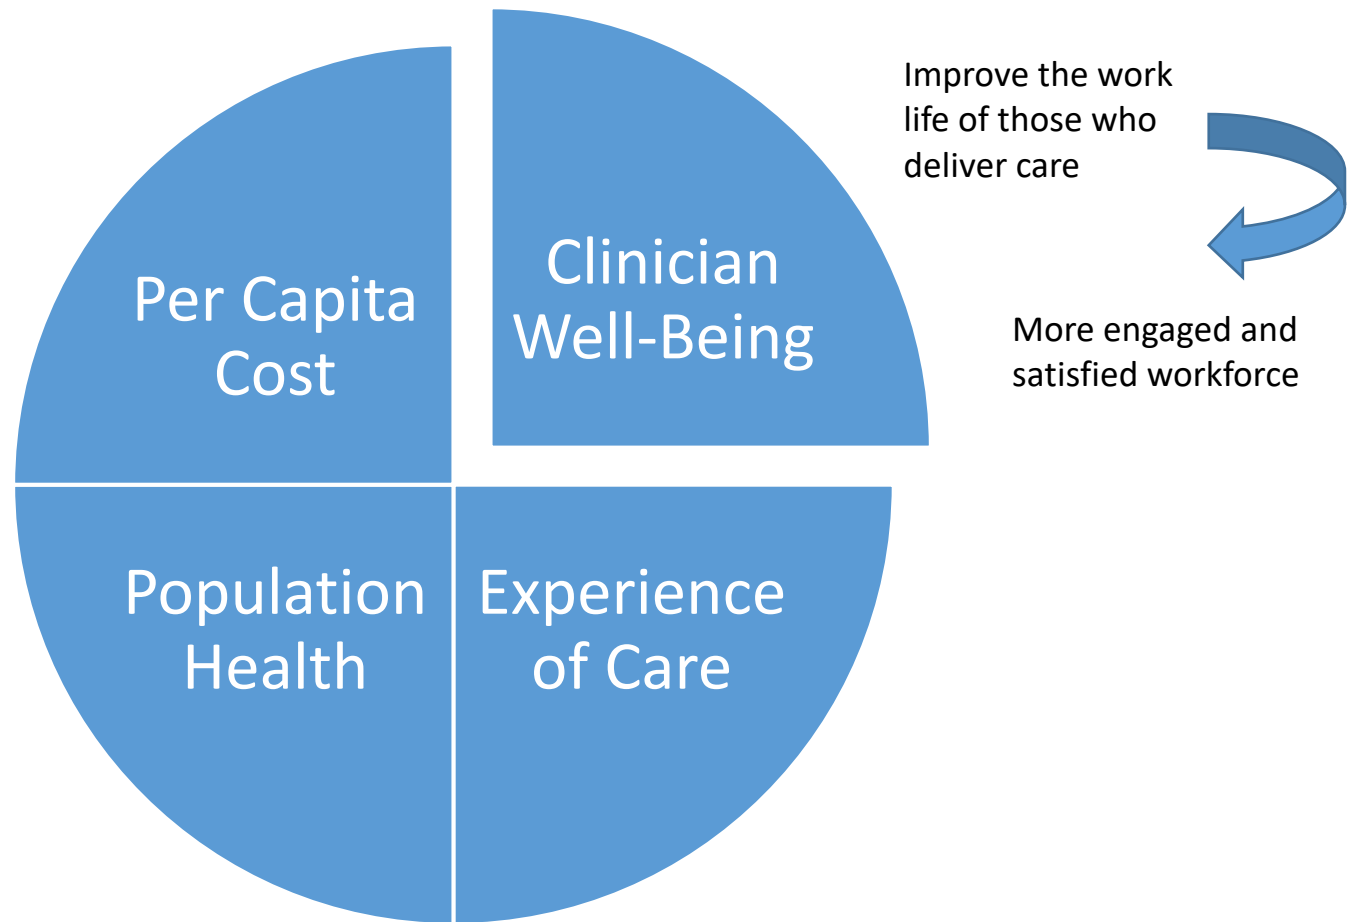 Per Capita
Cost
Clinician
Well-Being
Population
Health
Experience
of Care
Improve the work
life of those who
deliver care
More engaged and
satisfied workforce